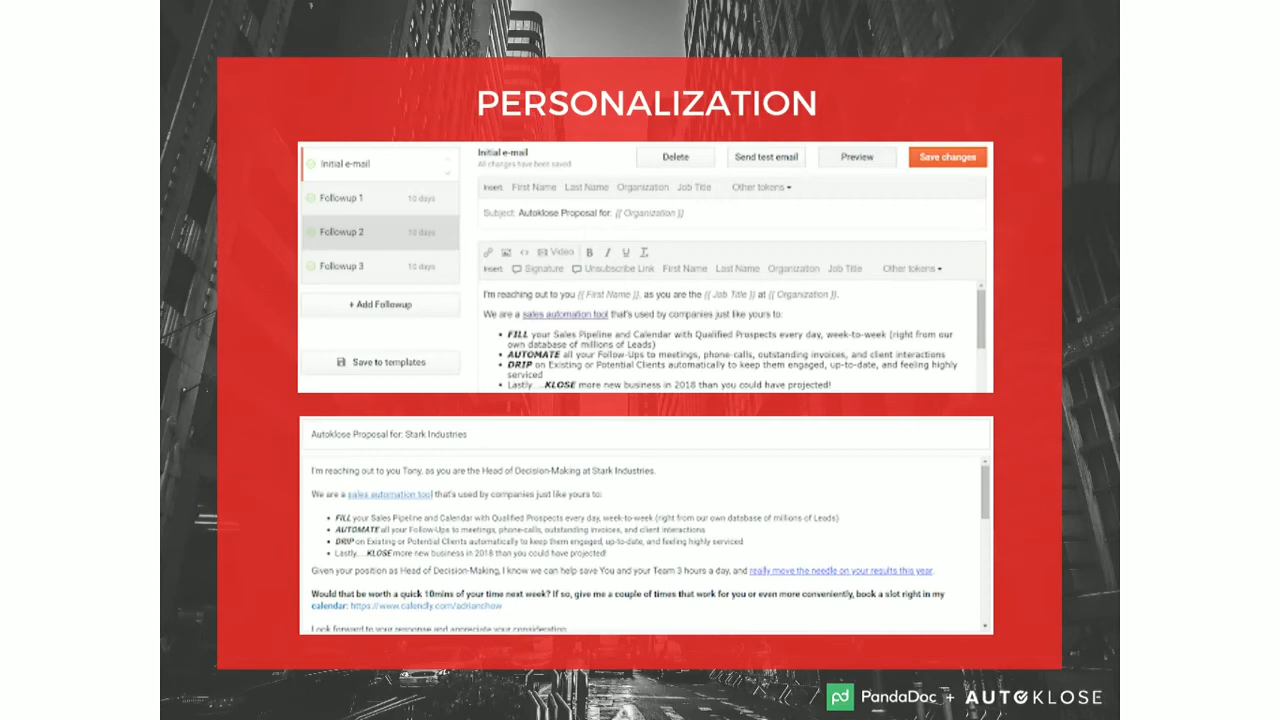 PERSONALIZATION
Initial e-mail
Followup 1 10 days
Followup 2 10 days
Followup 3 10 days
+ Add Followup
Save to templates
Initial e-mail
All changes have been saved
Delete Send test email Preview Save changes
Insert: First Name Last Name Organization Job Title Other tokens
Subject: Autoklose Proposal for: {{ Organization }}
Video B I U
Insert: Signature Unsubscribe Link First Name Last Name Organization Job Title Other tokens
I'm reaching out to you {{ First Name }}, as you are the {{ Job Title }} at {{ Organization }}.
We are a sales automation tool that's used by companies just like yours to:
• FILL your Sales Pipeline and Calendar with Qualified Prospects every day, week-to-week (right from our
own database of millions of Leads)
• AUTOMATE all your Follow-Ups to meetings, phone-calls, outstanding invoices, and client interactions
• DRIP on Existing or Potential Clients automatically to keep them engaged, up-to-date, and feeling highly
serviced
• Lastly....KLOSE more new business in 2018 than you could have projected!
Autoklose Proposal for: Stark Industries
I'm reaching out to you Tony, as you are the Head of Decision-Making at Stark Industries.
We are a sales automation tool that's used by companies just like yours to:
• FILL your Sales Pipeline and Calendar with Qualified Prospects every day, week-to-week (right from our own database of millions of Leads)
• AUTOMATE all your Follow-Ups to meetings, phone-calls, outstanding invoices, and client interactions
• DRIP on Existing or Potential Clients automatically to keep them engaged, up-to-date, and feeling highly serviced
• Lastly.... KLOSE more new business in 2018 than you could have projected!
Given your position as Head of Decision-Making, I know we can help save You and your Team 3 hours a day, and really move the needle on your results this year.
Would that be worth a quick 10mins of your time next week? If so, give me a couple of times that work for you or even more conveniently, book a slot right in my
calendar: https://www.calendly.com/adrianchow
Look forward to your response and appreciate your consideration
pd PandaDoc + AUTOKLOSE